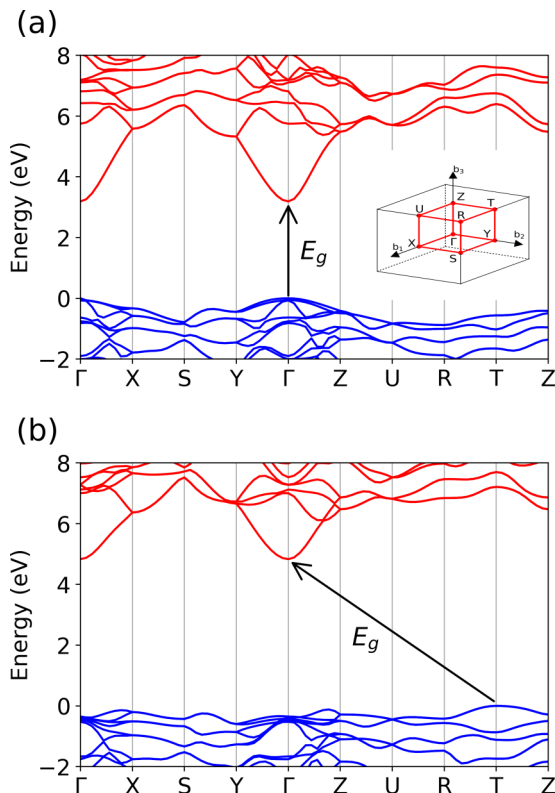 (a)
8
6
4
2
0
−2
Energy (eV)
E_g
b₃
Z
T
U
R
Y
b₂
b₁
X
Γ
S
Γ X S Y Γ Z U R T Z
(b)
8
6
4
2
0
−2
Energy (eV)
E_g
Γ X S Y Γ Z U R T Z